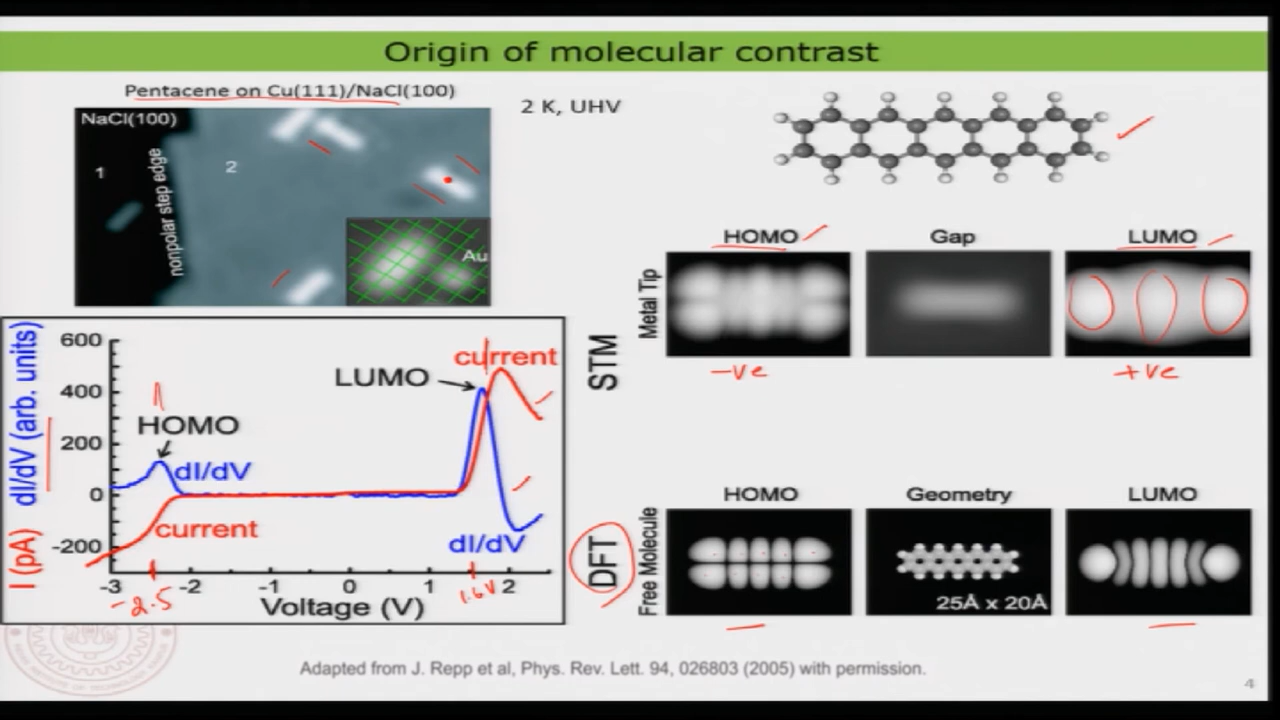 Origin of molecular contrast
Pentacene on Cu(111)/NaCl(100)
2 K, UHV
NaCl(100)
1
nonpolar step edge
2
Au
dI/dV (arb. units)
I (pA)
600
400
200
0
-200
HOMO
dI/dV
current
LUMO
current
dI/dV
-3 -2 -1 0 1 2
-2.5
1.6V
Voltage (V)
STM
Metal Tip
HOMO Gap LUMO
-ve +ve
DFT
Free Molecule
HOMO Geometry LUMO
25Å x 20Å
Adapted from J. Repp et al, Phys. Rev. Lett. 94, 026803 (2005) with permission.
4